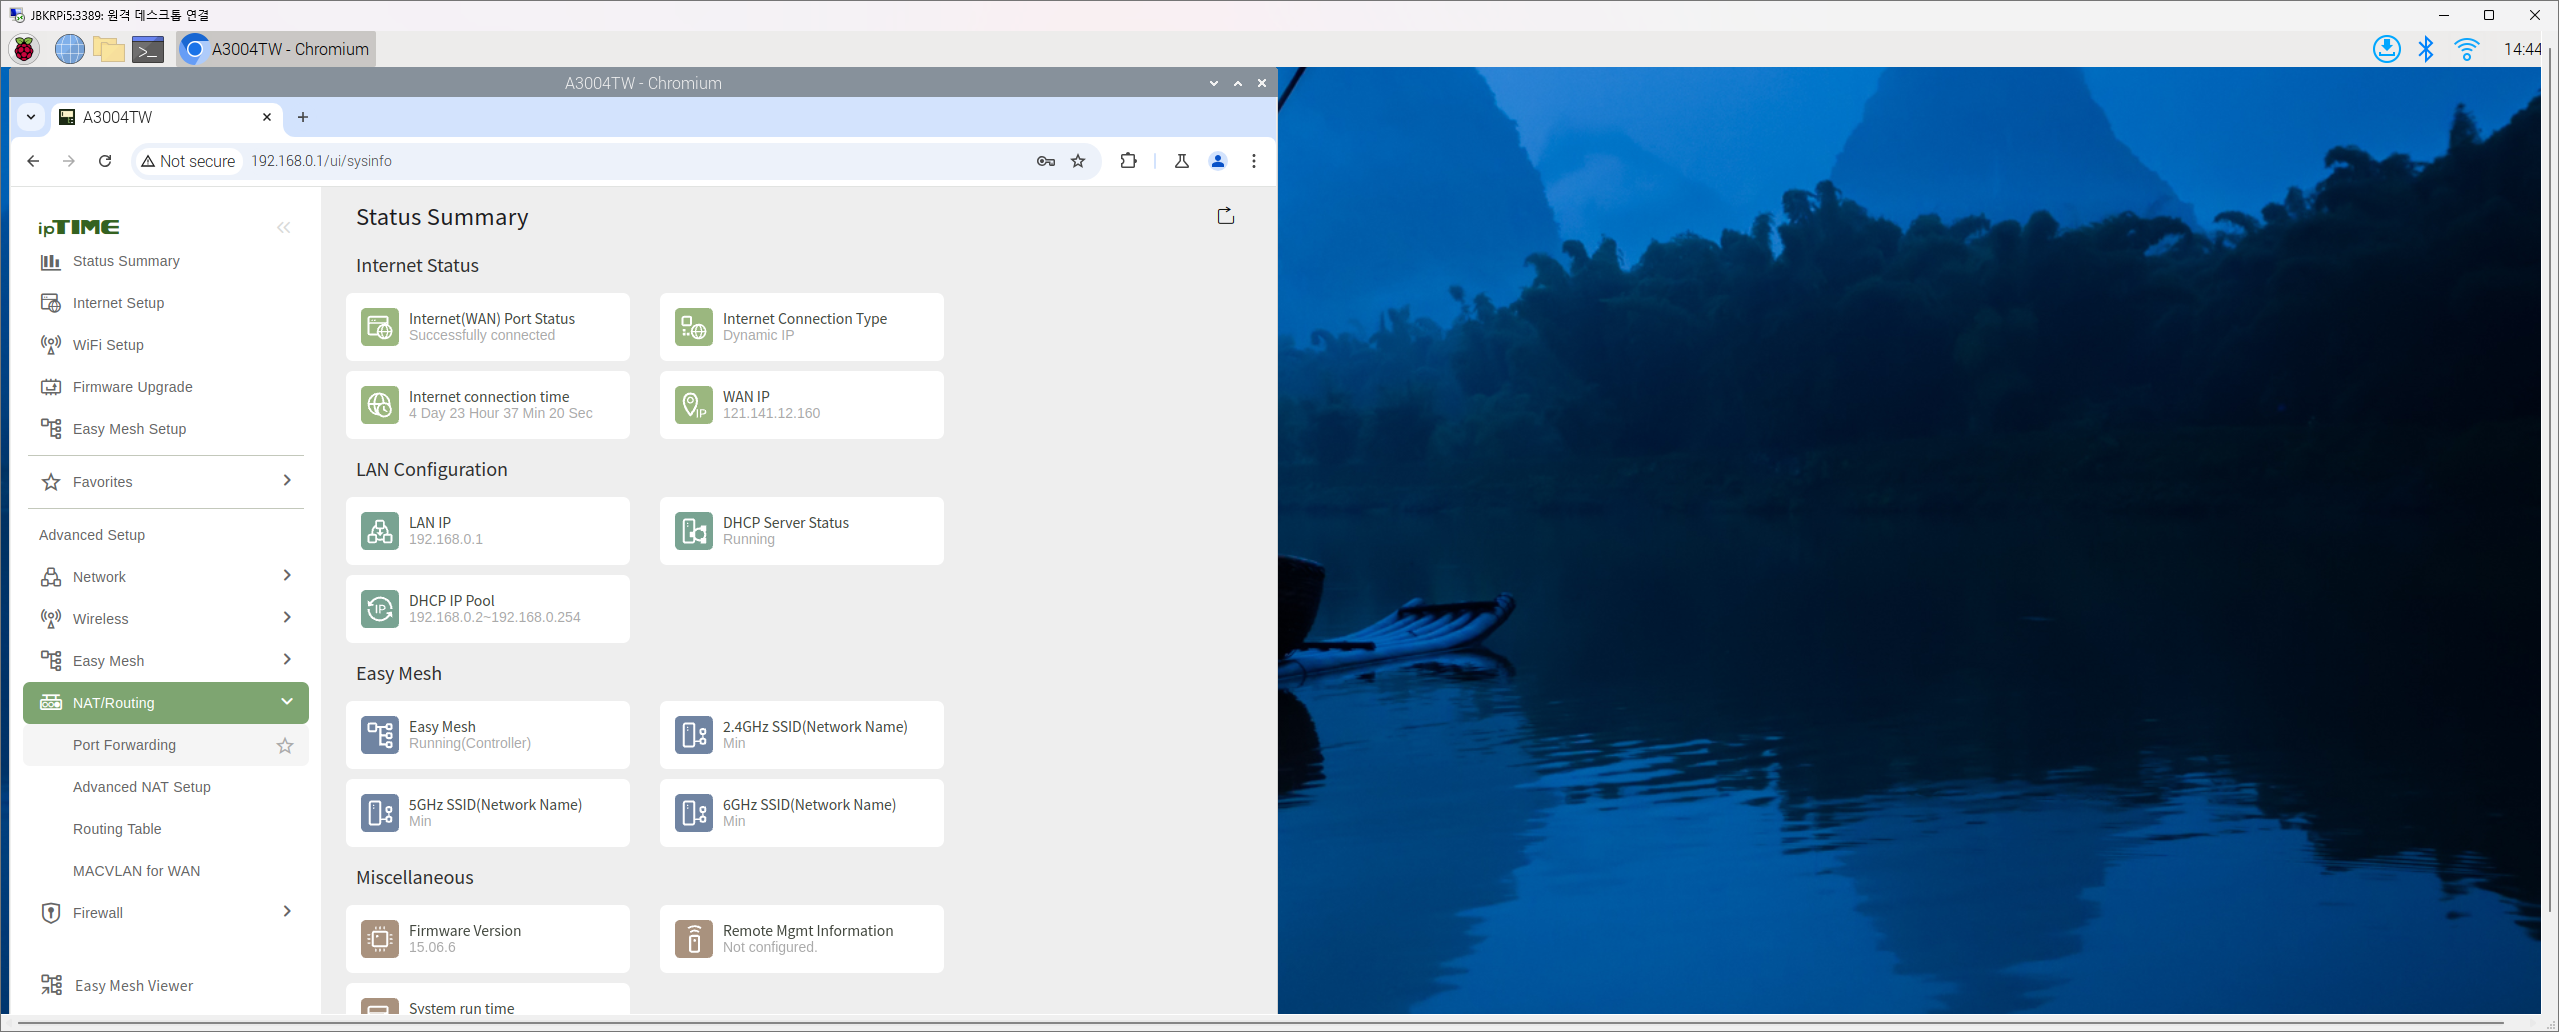 JBKRPi5:3389: 원격 데스크톱 연결
A3004TW - Chromium
14:44
A3004TW - Chromium
A3004TW
Not secure
192.168.0.1/ui/sysinfo
ipTIME
Status Summary
Internet Setup
WiFi Setup
Firmware Upgrade
Easy Mesh Setup
Favorites
Advanced Setup
Network
Wireless
Easy Mesh
NAT/Routing
Port Forwarding
Advanced NAT Setup
Routing Table
MACVLAN for WAN
Firewall
Easy Mesh Viewer
Status Summary
Internet Status
Internet(WAN) Port Status
Successfully connected
Internet Connection Type
Dynamic IP
Internet connection time
4 Day 23 Hour 37 Min 20 Sec
WAN IP
121.141.12.160
LAN Configuration
LAN IP
192.168.0.1
DHCP Server Status
Running
DHCP IP Pool
192.168.0.2~192.168.0.254
Easy Mesh
Easy Mesh
Running(Controller)
2.4GHz SSID(Network Name)
Min
5GHz SSID(Network Name)
Min
6GHz SSID(Network Name)
Min
Miscellaneous
Firmware Version
15.06.6
Remote Mgmt Information
Not configured.
System run time